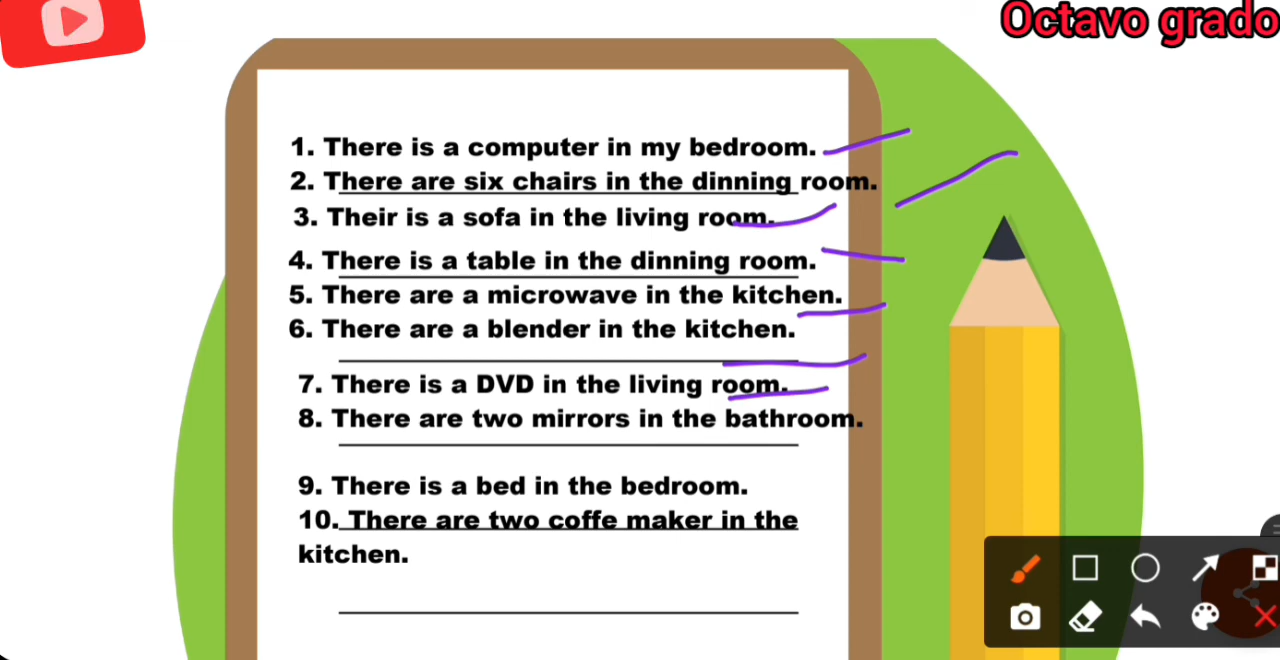 Octavo grado
1. There is a computer in my bedroom.
2. There are six chairs in the dinning room.
3. Their is a sofa in the living room.
4. There is a table in the dinning room.
5. There are a microwave in the kitchen.
6. There are a blender in the kitchen.
7. There is a DVD in the living room.
8. There are two mirrors in the bathroom.
9. There is a bed in the bedroom.
10. There are two coffe maker in the
kitchen.